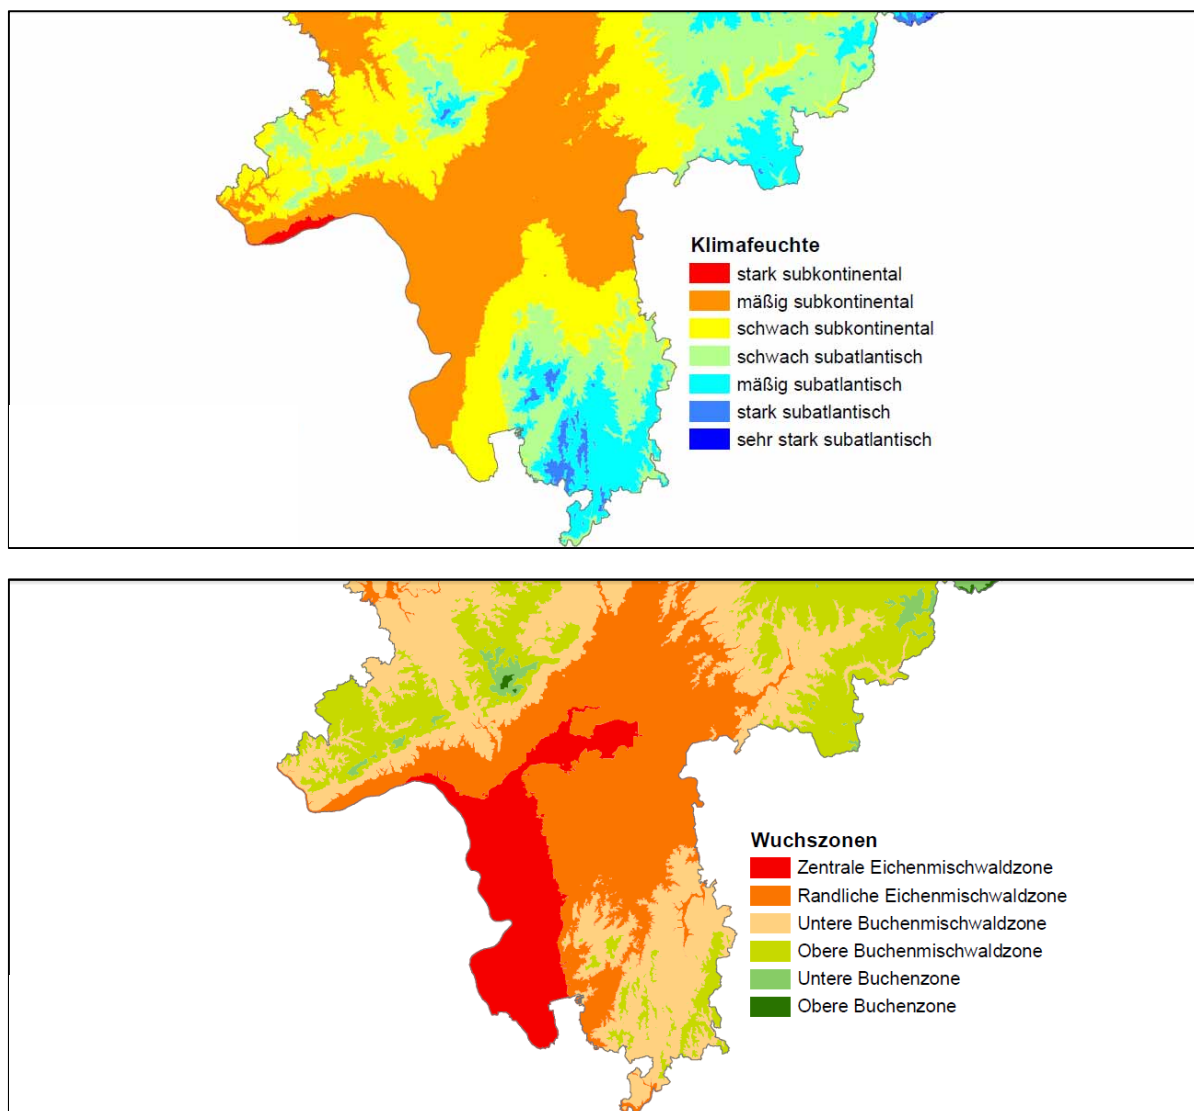 Klimafeuchte
stark subkontinental
mäßig subkontinental
schwach subkontinental
schwach subatlantisch
mäßig subatlantisch
stark subatlantisch
sehr stark subatlantisch
Wuchszonen
Zentrale Eichenmischwaldzone
Randliche Eichenmischwaldzone
Untere Buchenmischwaldzone
Obere Buchenmischwaldzone
Untere Buchenzone
Obere Buchenzone